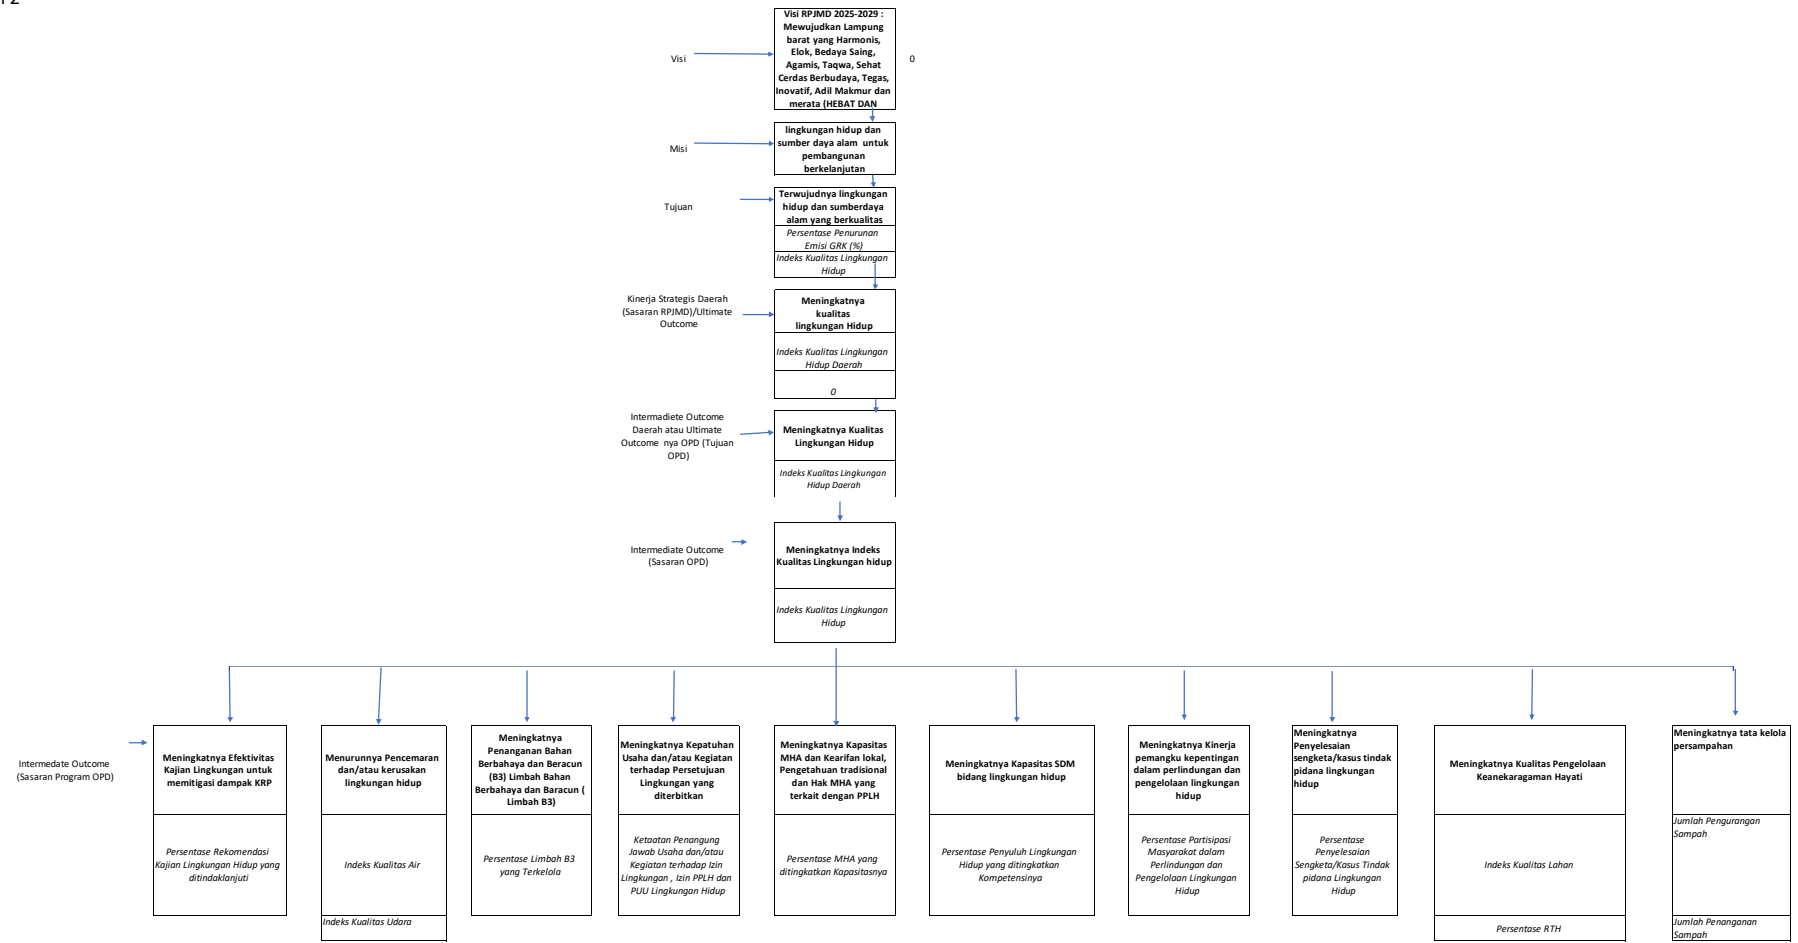 Visi RPJMD 2025-2029 :
Mewujudkan Lampung
barat yang Harmonis,
Elok, Bedaya Saing,
Agamis, Taqwa, Sehat
Cerdas Berbudaya, Tegas,
Inovatif, Adil Makmur dan
merata (HEBAT DAN
Visi
0
lingkungan hidup dan
sumber daya alam untuk
pembangunan
berkelanjutan
Misi
Terwujudnya lingkungan
hidup dan sumberdaya
alam yang berkualitas
Tujuan
Persentase Penurunan
Emisi GRK (%)
Indeks Kualitas Lingkungan
Hidup
Kinerja Strategis Daerah
(Sasaran RPJMD)/Ultimate
Outcome
Meningkatnya
kualitas
lingkungan Hidup
Indeks Kualitas Lingkungan
Hidup Daerah
0
Intermadiete Outcome
Daerah atau Ultimate
Outcome nya OPD (Tujuan
OPD)
Meningkatnya Kualitas
Lingkungan Hidup
Indeks Kualitas Lingkungan
Hidup Daerah
Intermediate Outcome
(Sasaran OPD)
Meningkatnya Indeks
Kualitas Lingkungan hidup
Indeks Kualitas Lingkungan
Hidup
Intermedate Outcome
(Sasaran Program OPD)
Meningkatnya Efektivitas
Kajian Lingkungan untuk
memitigasi dampak KRP
Persentase Rekomendasi
Kajian Lingkungan Hidup yang
ditindaklanjuti
Menurunnya Pencemaran
dan/atau kerusakan
lingkungan hidup
Indeks Kualitas Air
Indeks Kualitas Udara
Meningkatnya
Penanganan Bahan
Berbahaya dan Beracun
(B3) Limbah Bahan
Berbahaya dan Baracun (
Limbah B3)
Persentase Limbah B3
yang Terkelola
Meningkatnya Kepatuhan
Usaha dan/atau Kegiatan
terhadap Persetujuan
Lingkungan yang
diterbitkan
Ketaatan Penangung
Jawab Usaha dan/atau
Kegiatan terhadap Izin
Lingkungan , Izin PPLH dan
PUU Lingkungan Hidup
Meningkatnya Kapasitas
MHA dan Kearifan lokal,
Pengetahuan tradisional
dan Hak MHA yang
terkait dengan PPLH
Persentase MHA yang
ditingkatkan Kapasitasnya
Meningkatnya Kapasitas SDM
bidang lingkungan hidup
Persentase Penyuluh Lingkungan
Hidup yang ditingkatkan
Kompetensinya
Meningkatnya Kinerja
pemangku kepentingan
dalam perlindungan dan
pengelolaan lingkungan
hidup
Persentase Partisipasi
Masyarakat dalam
Perlindungan dan
Pengelolaan Lingkungan
Hidup
Meningkatnya
Penyelesaian
sengketa/kasus tindak
pidana lingkungan
hidup
Persentase
Penyelesaian
Sengketa/Kasus Tindak
pidana Lingkungan
Hidup
Meningkatnya Kualitas Pengelolaan
Keanekaragaman Hayati
Indeks Kualitas Lahan
Persentase RTH
Meningkatnya tata kelola
persampahan
Jumlah Pengurangan
Sampah
Jumlah Penanganan
Sampah